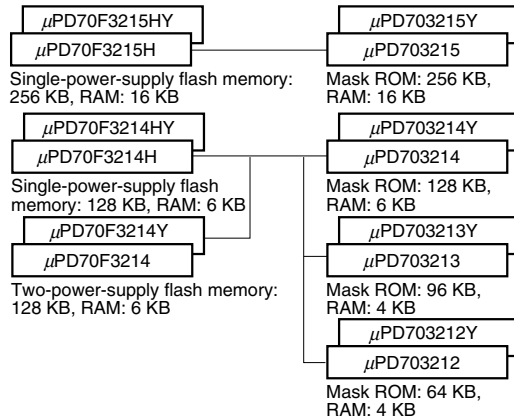 μPD70F3215HY
μPD70F3215H
Single-power-supply flash memory:
256 KB, RAM: 16 KB
μPD703215Y
μPD703215
Mask ROM: 256 KB,
RAM: 16 KB
μPD70F3214HY
μPD70F3214H
Single-power-supply flash
memory: 128 KB, RAM: 6 KB
μPD703214Y
μPD703214
Mask ROM: 128 KB,
RAM: 6 KB
μPD70F3214Y
μPD70F3214
Two-power-supply flash memory:
128 KB, RAM: 6 KB
μPD703213Y
μPD703213
Mask ROM: 96 KB,
RAM: 4 KB
μPD703212Y
μPD703212
Mask ROM: 64 KB,
RAM: 4 KB